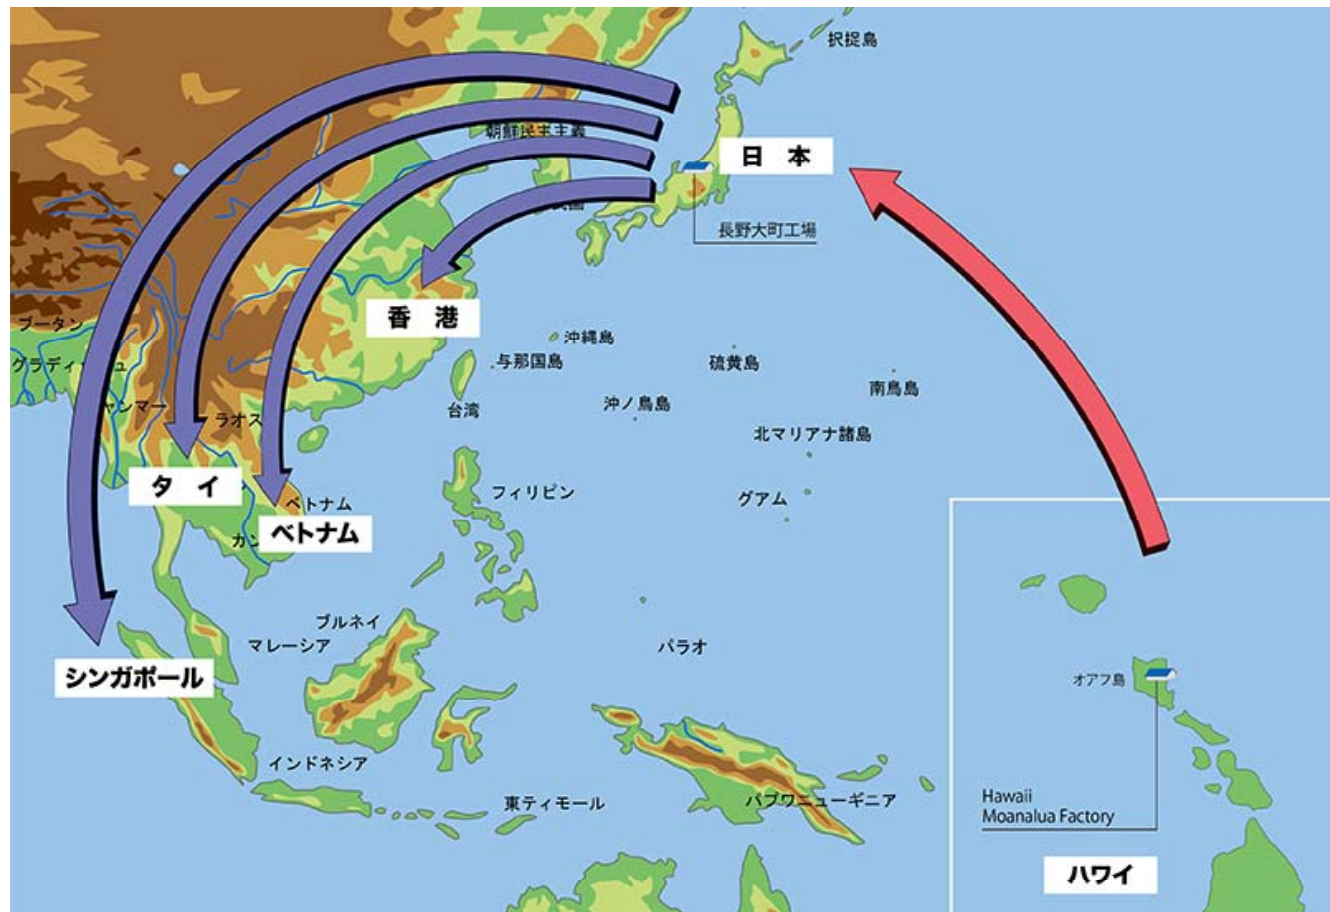 択捉島
朝鮮民主主義
日 本
長野大町工場
香 港
ブータン
沖縄島
与那国島
硫黄島
南鳥島
台湾
沖ノ鳥島
北マリアナ諸島
ラオス
タ イ
フィリピン
グアム
ベトナム
ベトナム
ブルネイ
マレーシア
パラオ
シンガポール
オアフ島
インドネシア
東ティモール
パプワニューギニア
Hawaii
Moanalua Factory
ハワイ